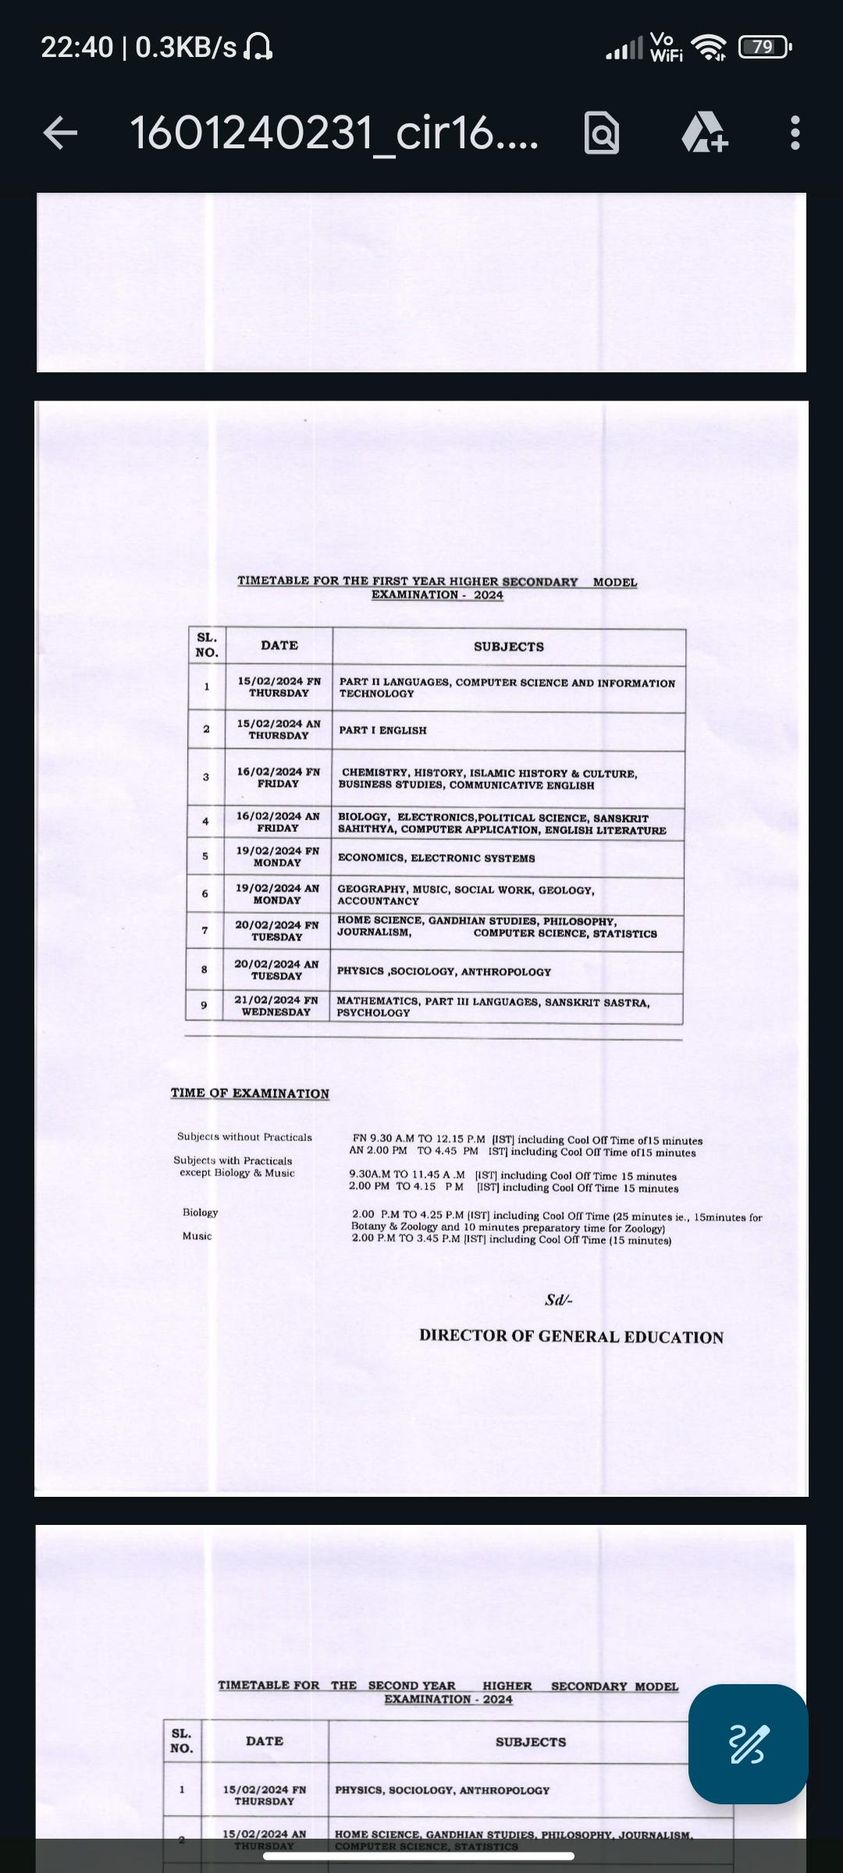 22:40 | 0.3KB/s
Vo
WiFi
79
1601240231_cir16....
TIMETABLE FOR THE FIRST YEAR HIGHER SECONDARY MODEL
EXAMINATION - 2024
SL.
NO.
DATE
SUBJECTS
1
15/02/2024 FN
THURSDAY
PART II LANGUAGES, COMPUTER SCIENCE AND INFORMATION
TECHNOLOGY
2
15/02/2024 AN
THURSDAY
PART I ENGLISH
3
16/02/2024 FN
FRIDAY
CHEMISTRY, HISTORY, ISLAMIC HISTORY & CULTURE,
BUSINESS STUDIES, COMMUNICATIVE ENGLISH
4
16/02/2024 AN
FRIDAY
BIOLOGY, ELECTRONICS,POLITICAL SCIENCE, SANSKRIT
SAHITHYA, COMPUTER APPLICATION, ENGLISH LITERATURE
5
19/02/2024 FN
MONDAY
ECONOMICS, ELECTRONIC SYSTEMS
6
19/02/2024 AN
MONDAY
GEOGRAPHY, MUSIC, SOCIAL WORK, GEOLOGY,
ACCOUNTANCY
7
20/02/2024 FN
TUESDAY
HOME SCIENCE, GANDHIAN STUDIES, PHILOSOPHY,
JOURNALISM, COMPUTER SCIENCE, STATISTICS
8
20/02/2024 AN
TUESDAY
PHYSICS ,SOCIOLOGY, ANTHROPOLOGY
9
21/02/2024 FN
WEDNESDAY
MATHEMATICS, PART III LANGUAGES, SANSKRIT SASTRA,
PSYCHOLOGY
TIME OF EXAMINATION
Subjects without Practicals
FN 9.30 A.M TO 12.15 P.M [IST] including Cool Off Time of15 minutes
AN 2.00 PM TO 4.45 PM IST] including Cool Off Time of15 minutes
Subjects with Practicals
except Biology & Music
9.30A.M TO 11.45 A .M [IST] including Cool Off Time 15 minutes
2.00 PM TO 4.15 P M [IST] including Cool Off Time 15 minutes
Biology
2.00 P.M TO 4.25 P.M [IST] including Cool Off Time (25 minutes ie., 15minutes for
Botany & Zoology and 10 minutes preparatory time for Zoology)
Music
2.00 P.M TO 3.45 P.M [IST] including Cool Off Time (15 minutes)
Sd/-
DIRECTOR OF GENERAL EDUCATION
TIMETABLE FOR THE SECOND YEAR HIGHER SECONDARY MODEL
EXAMINATION - 2024
SL.
NO.
DATE
SUBJECTS
1
15/02/2024 FN
THURSDAY
PHYSICS, SOCIOLOGY, ANTHROPOLOGY
2
15/02/2024 AN
THURSDAY
HOME SCIENCE, GANDHIAN STUDIES, PHILOSOPHY, JOURNALISM,
COMPUTER SCIENCE, STATISTICS